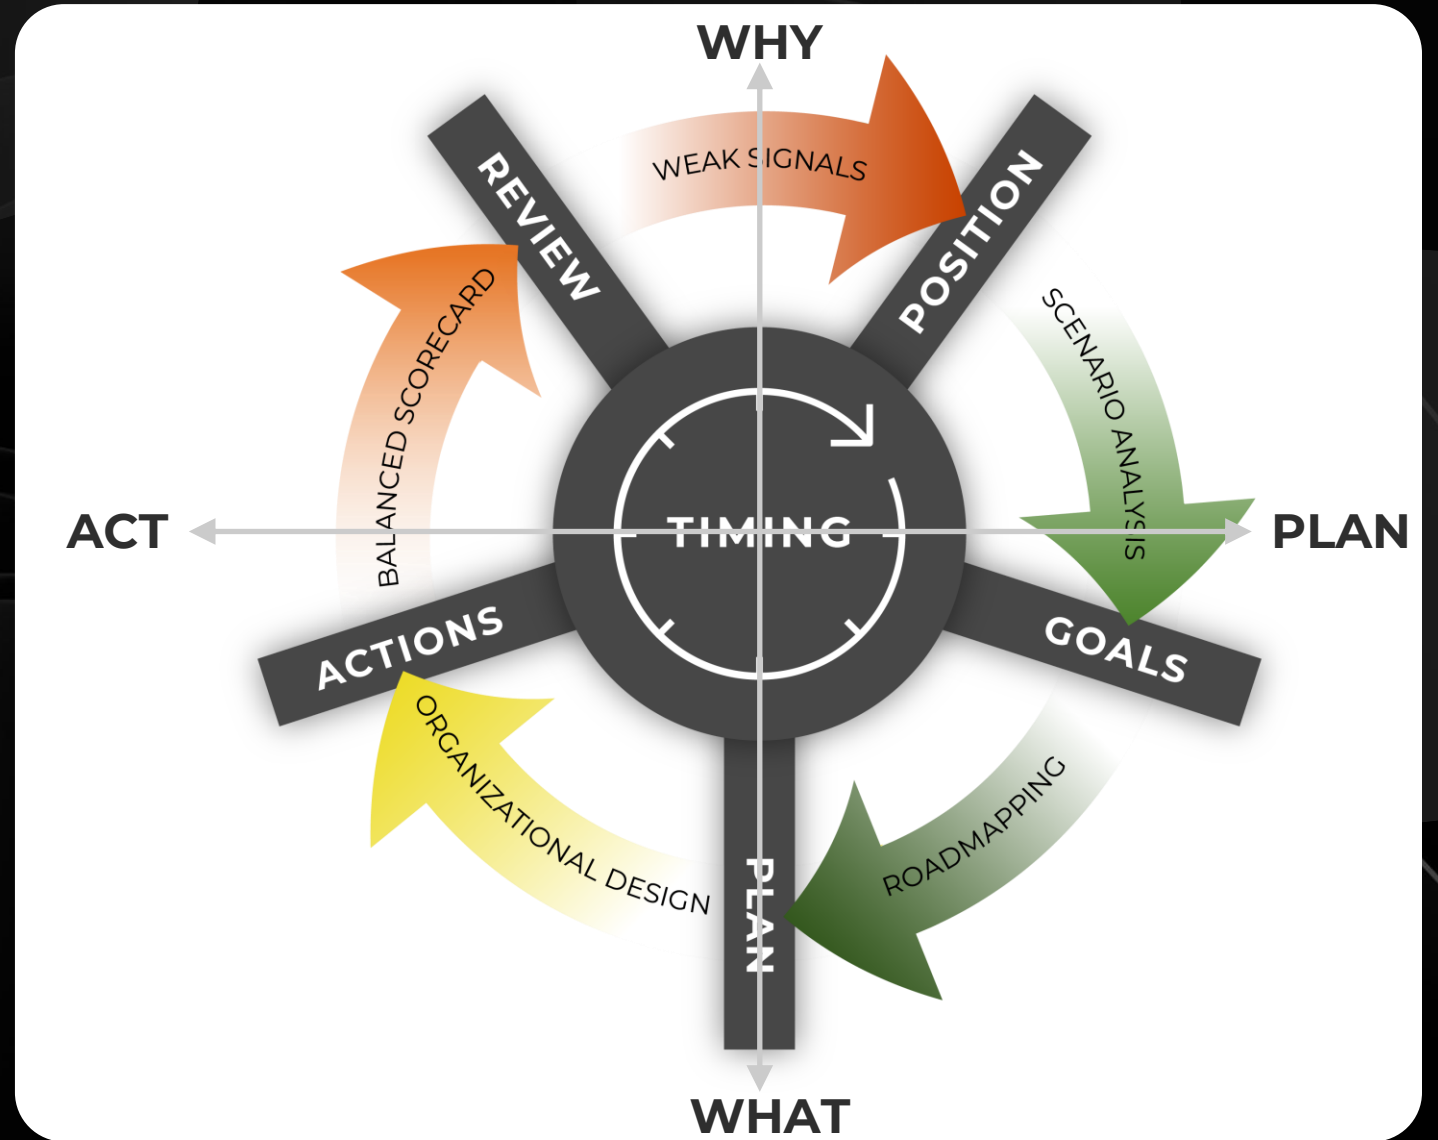 WHY
WEAK SIGNALS
REVIEW
POSITION
BALANCED SCORECARD
SCENARIO ANALYSIS
ACT
TIMING
PLAN
ACTIONS
GOALS
ORGANIZATIONAL DESIGN
ROADMAPPING
PLAN
WHAT